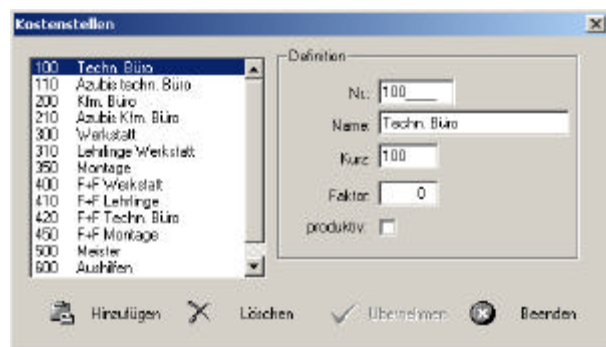 Kostenstellen
100 Techn. Büro
110 Azubis techn. Büro
200 Kfm. Büro
210 Azubis Kfm. Büro
300 Werkstatt
310 Lehrlinge Werkstatt
350 Montage
400 F+F Werkstatt
410 F+F Lehrlinge
420 F+F Techn. Büro
450 F+F Montage
500 Meister
600 Aushilfen
Definition
Nr.: 100____
Name: Techn. Büro
Kurz: 100
Faktor: 0
produktiv:
Hinzufügen Löschen Übernehmen Beenden